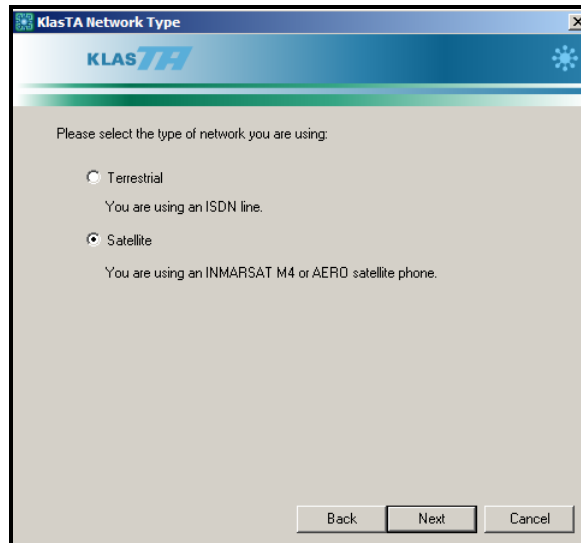 KlasTA Network Type
KLAS TA
Please select the type of network you are using:
Terrestrial
You are using an ISDN line.
Satellite
You are using an INMARSAT M4 or AERO satellite phone.
Back Next Cancel